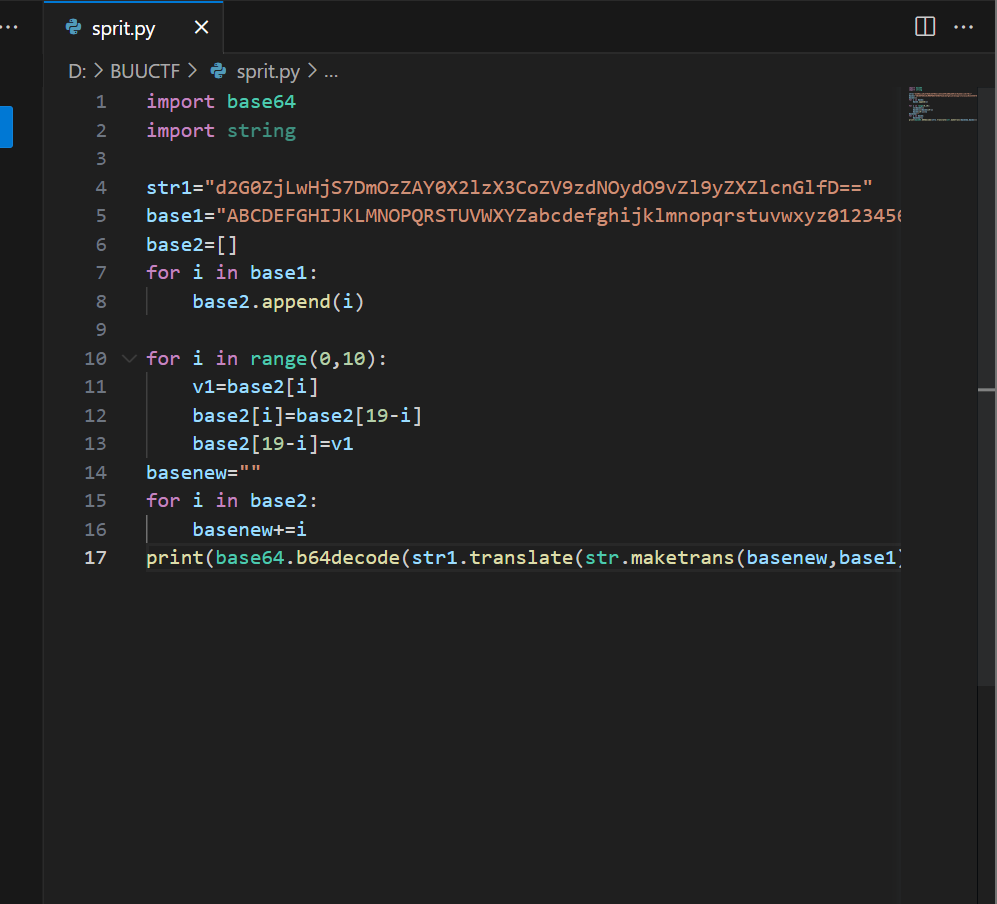 ... sprit.py × ...
D: > BUUCTF > sprit.py > ...
1 import base64
2 import string
3
4 str1="d2G0ZjLwHjS7DmOzZAY0X2lzX3CoZV9zdNOydO9vZl9yZXZlcnGlfD=="
5 base1="ABCDEFGHIJKLMNOPQRSTUVWXYZabcdefghijklmnopqrstuvwxyz0123456
6 base2=[]
7 for i in base1:
8 base2.append(i)
9
10 for i in range(0,10):
11 v1=base2[i]
12 base2[i]=base2[19-i]
13 base2[19-i]=v1
14 basenew=""
15 for i in base2:
16 basenew+=i
17 print(base64.b64decode(str1.translate(str.maketrans(basenew,base1)